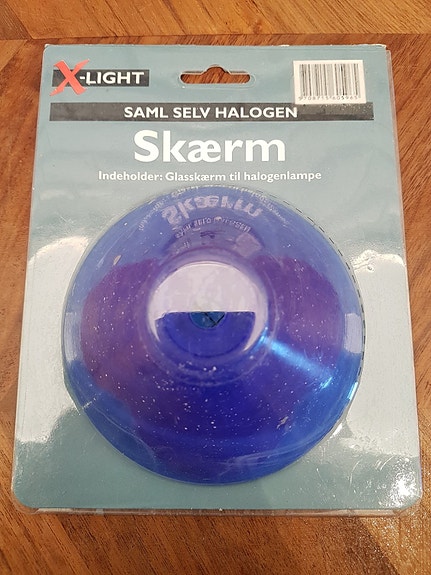 X-LIGHT
SAML SELV HALOGEN
Skærm
Indeholder: Glasskærm til halogenlampe